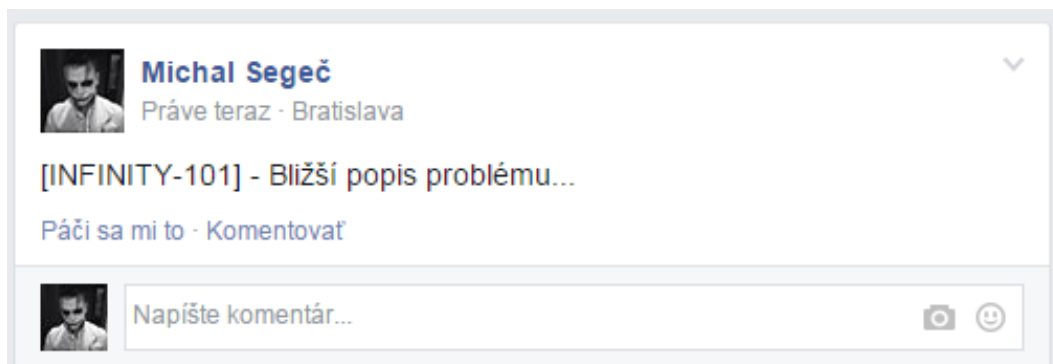 Michal Segeč
Práve teraz · Bratislava
[INFINITY-101] - Bližší popis problému...
Páči sa mi to · Komentovať
Napíšte komentár...